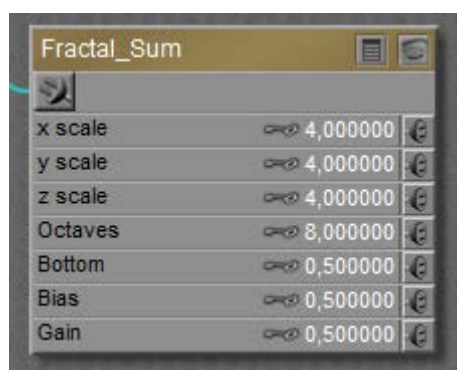 Fractal_Sum
x scale 4,000000
y scale 4,000000
z scale 4,000000
Octaves 8,000000
Bottom 0,500000
Bias 0,500000
Gain 0,500000